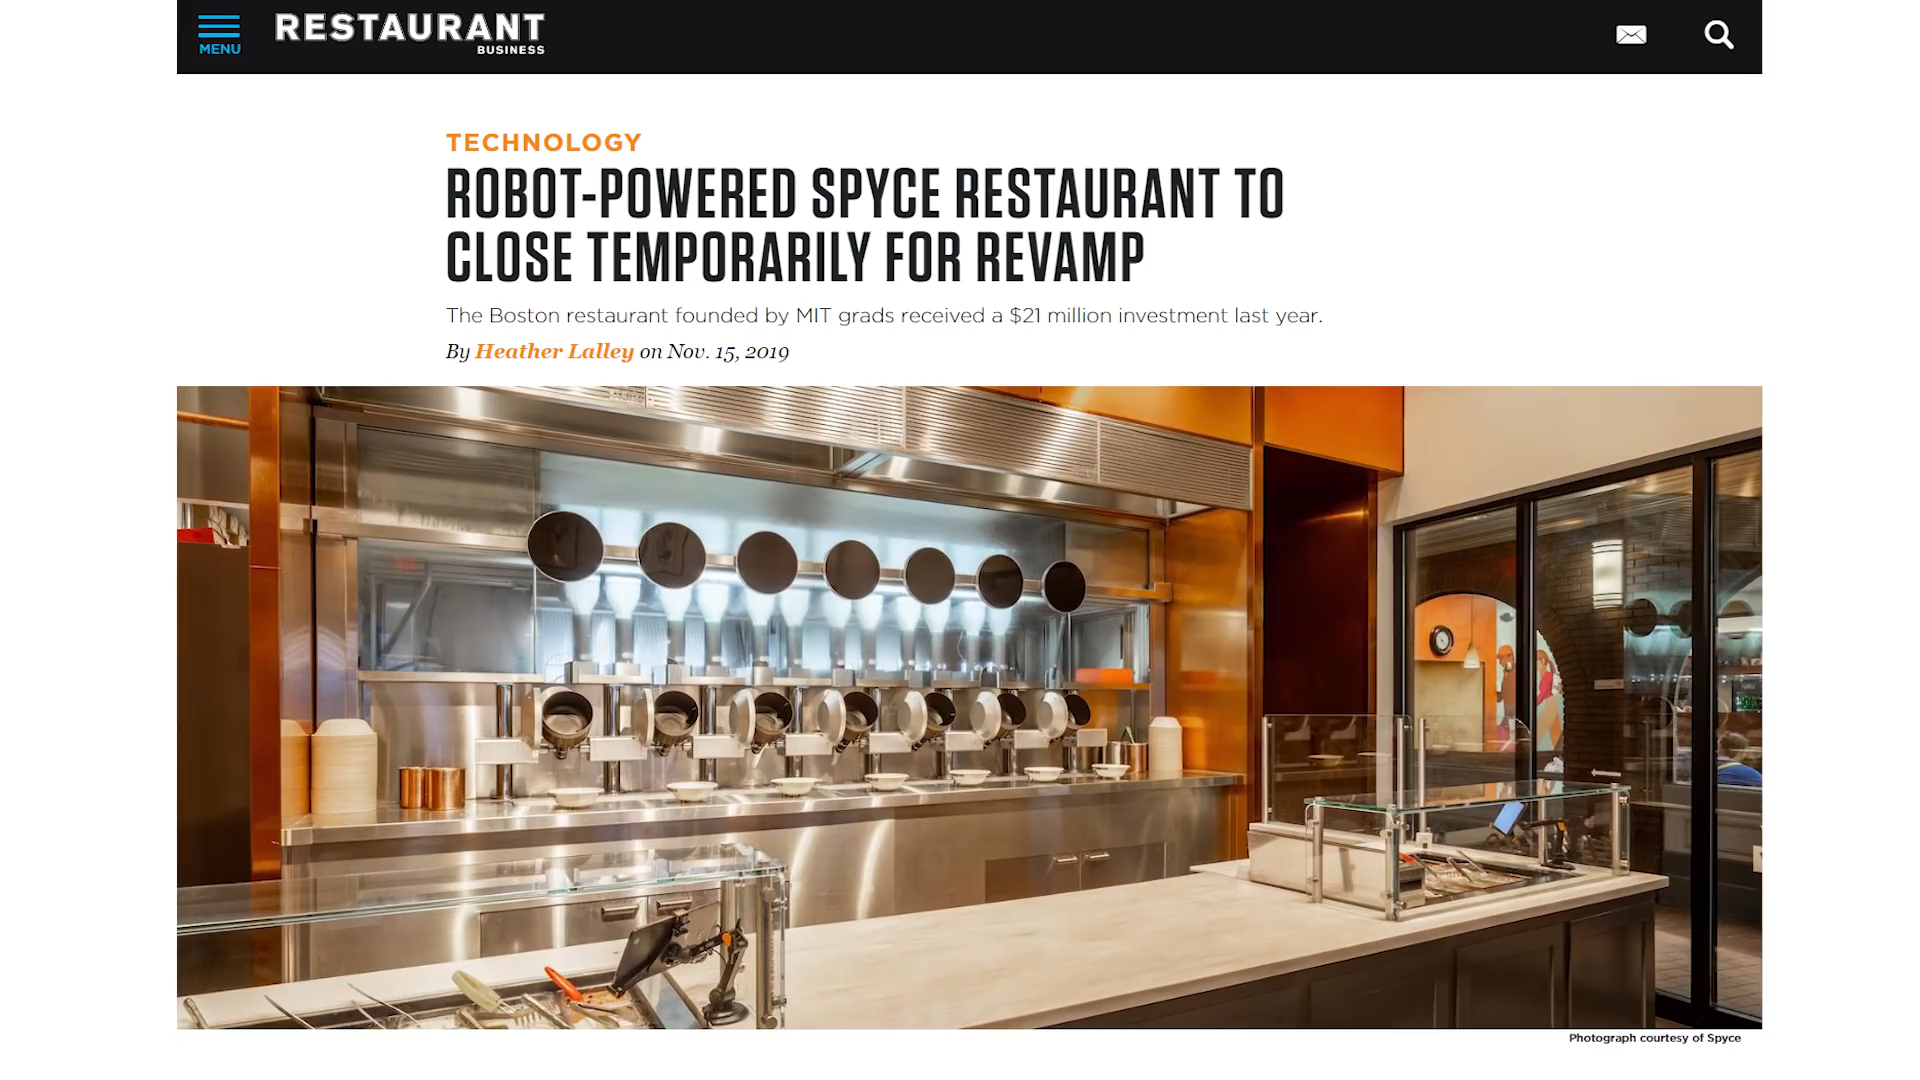 MENU
RESTAURANT
BUSINESS
TECHNOLOGY
ROBOT-POWERED SPYCE RESTAURANT TO
CLOSE TEMPORARILY FOR REVAMP
The Boston restaurant founded by MIT grads received a $21 million investment last year.
By Heather Lalley on Nov. 15, 2019
Photograph courtesy of Spyce